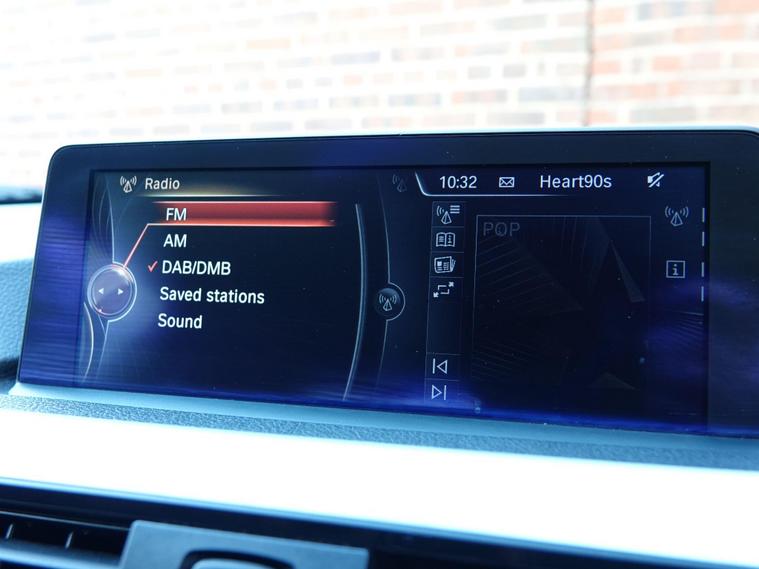 Radio
10:32 Heart90s
FM
AM
DAB/DMB
Saved stations
Sound
POP